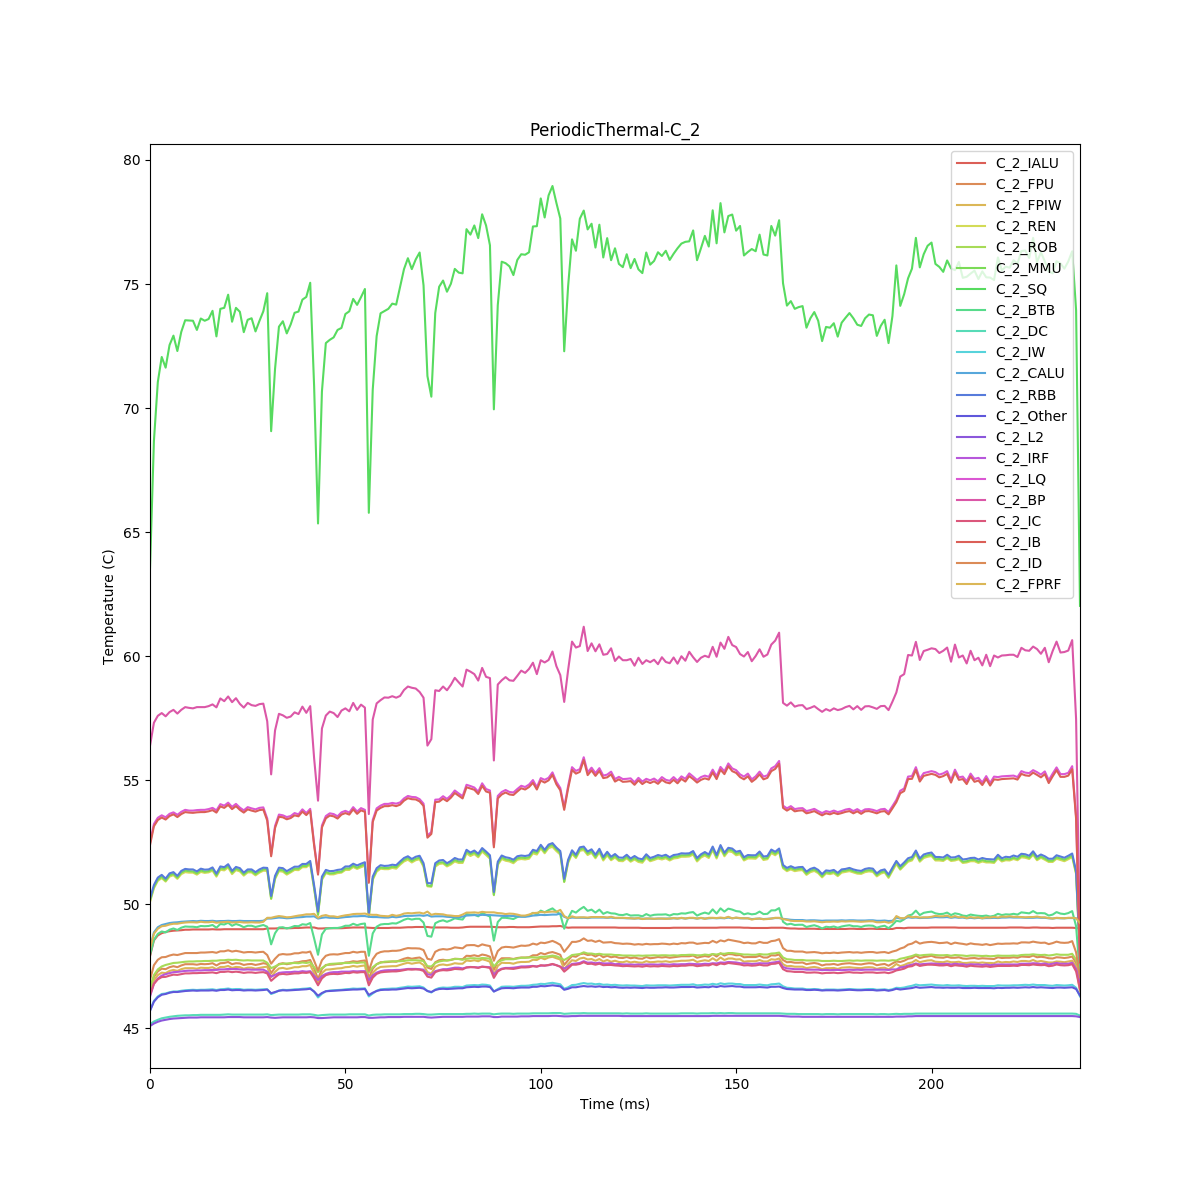 PeriodicThermal-C_2
80
75
70
65
60
55
50
45
Temperature (C)
0
50
100
150
200
Time (ms)
C_2_IALU
C_2_FPU
C_2_FPIW
C_2_REN
C_2_ROB
C_2_MMU
C_2_SQ
C_2_BTB
C_2_DC
C_2_IW
C_2_CALU
C_2_RBB
C_2_Other
C_2_L2
C_2_IRF
C_2_LQ
C_2_BP
C_2_IC
C_2_IB
C_2_ID
C_2_FPRF